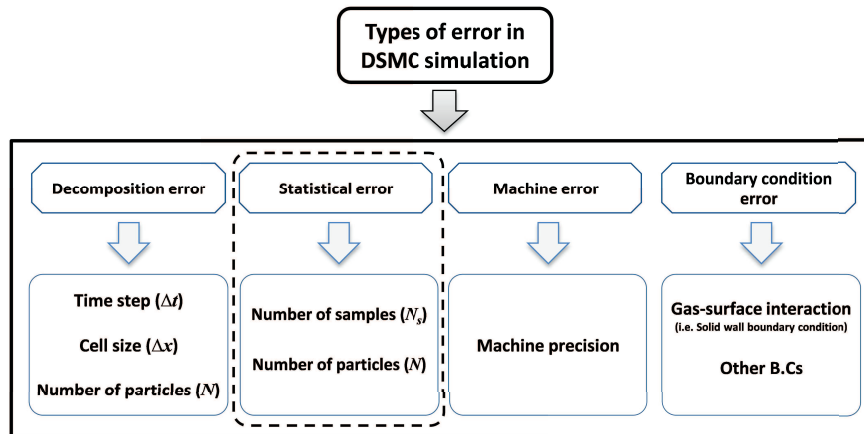 Types of error in
DSMC simulation
Decomposition error
Statistical error
Machine error
Boundary condition
error
Time step (Δt)
Cell size (Δx)
Number of particles (N)
Number of samples (Nₛ)
Number of particles (N)
Machine precision
Gas-surface interaction
(i.e. Solid wall boundary condition)
Other B.Cs